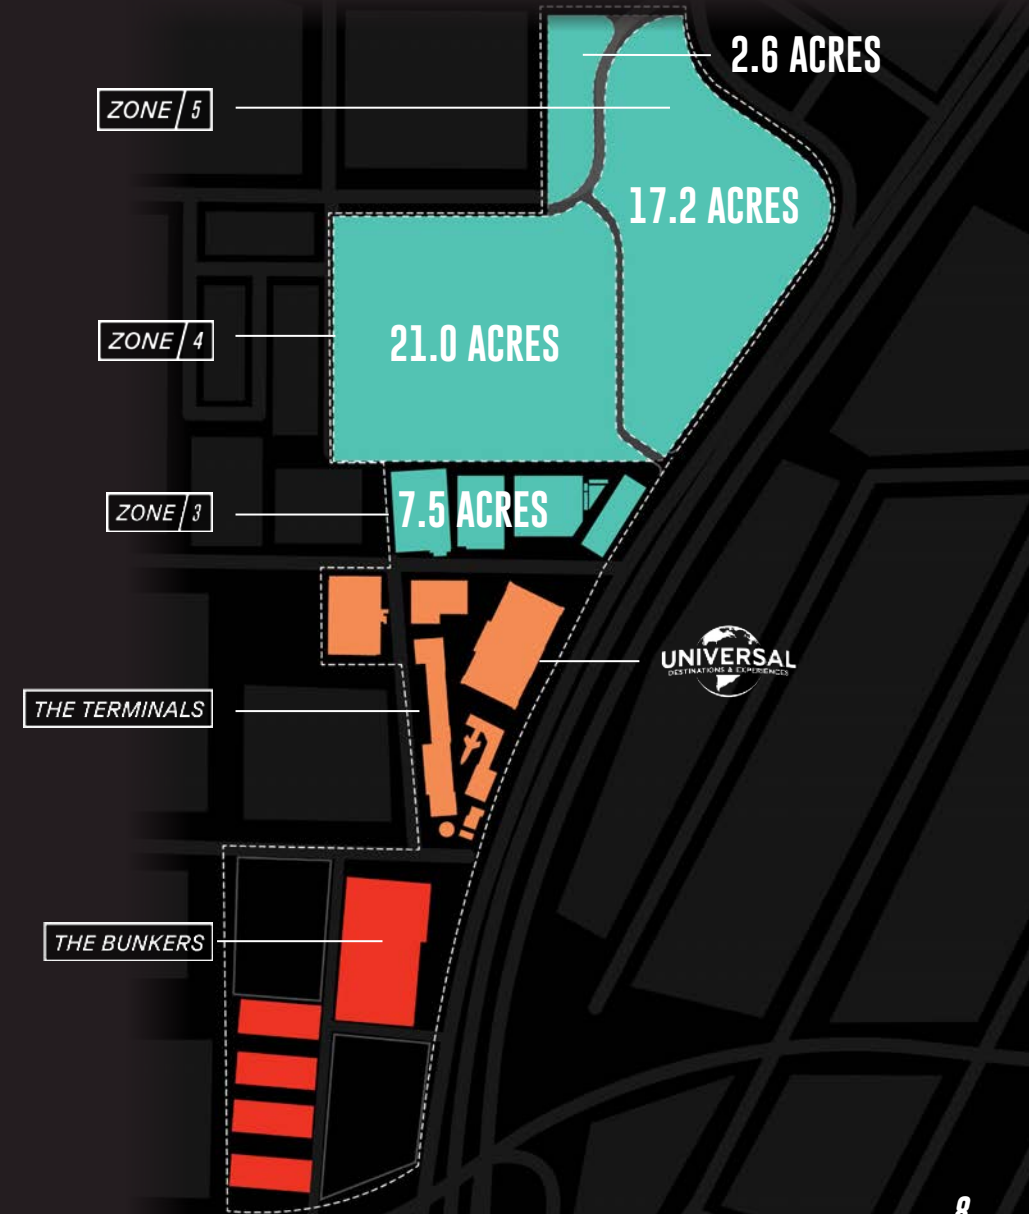 2.6 ACRES
ZONE/5
17.2 ACRES
ZONE/4
21.0 ACRES
ZONE/3
7.5 ACRES
UNIVERSAL
DESTINATIONS & EXPERIENCES
THE TERMINALS
THE BUNKERS
8